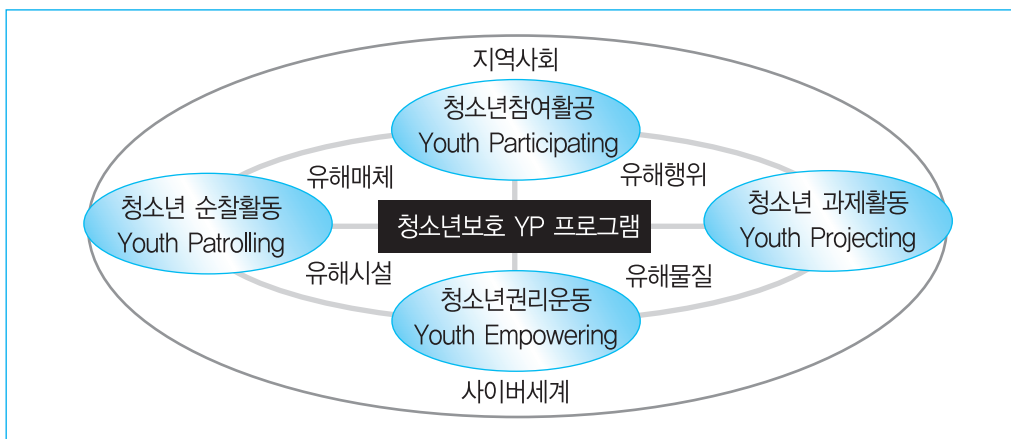 지역사회
청소년참여활공
Youth Participating
유해매체
유해행위
청소년 순찰활동
Youth Patrolling
청소년보호 YP 프로그램
청소년 과제활동
Youth Projecting
유해시설
유해물질
청소년권리운동
Youth Empowering
사이버세계